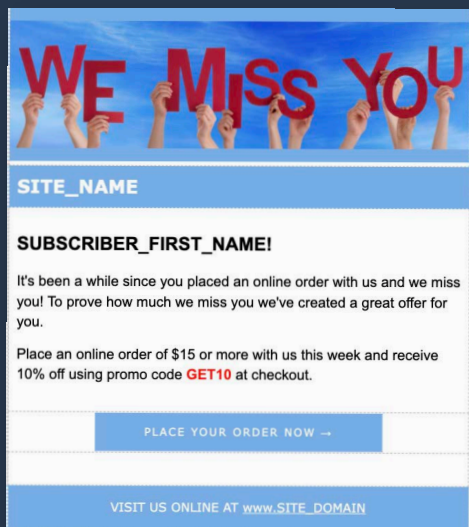 WE MISS YOU
SITE_NAME
SUBSCRIBER_FIRST_NAME!
It's been a while since you placed an online order with us and we miss
you! To prove how much we miss you we've created a great offer for
you.
Place an online order of $15 or more with us this week and receive
10% off using promo code GET10 at checkout.
PLACE YOUR ORDER NOW →
VISIT US ONLINE AT www.SITE_DOMAIN